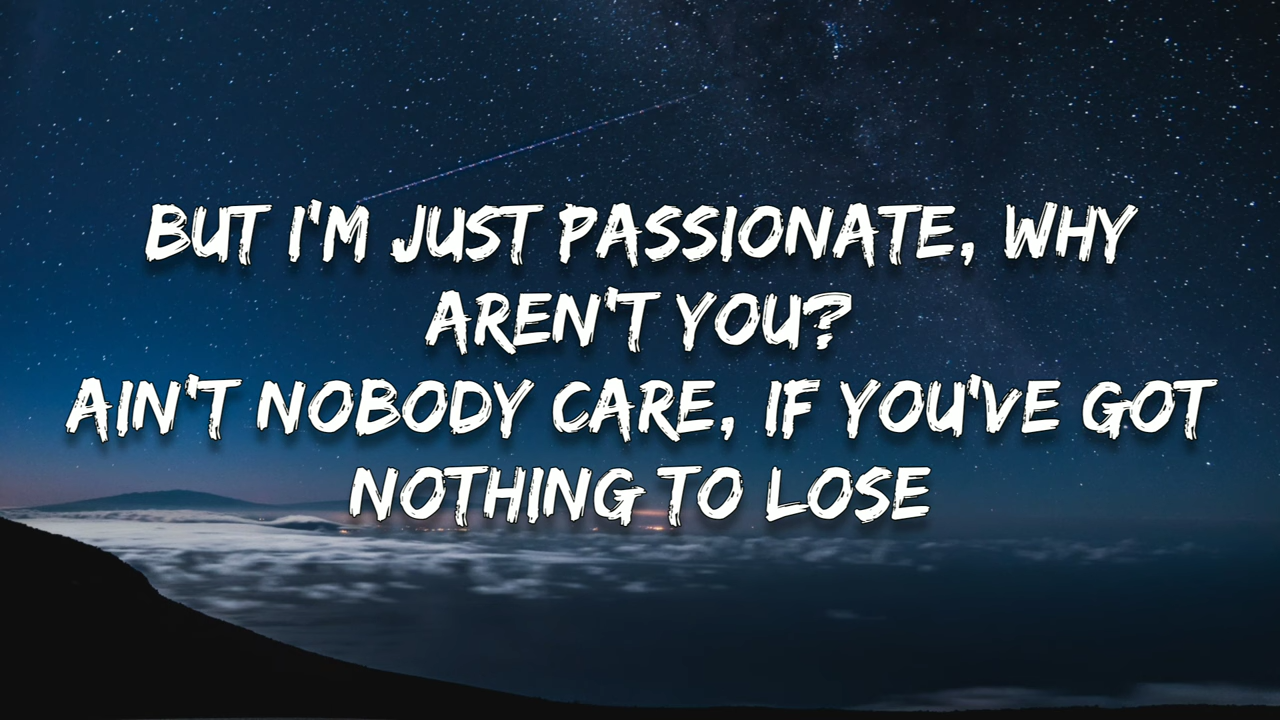 BUT I'M JUST PASSIONATE, WHY
AREN'T YOU?
AIN'T NOBODY CARE, IF YOU'VE GOT
NOTHING TO LOSE